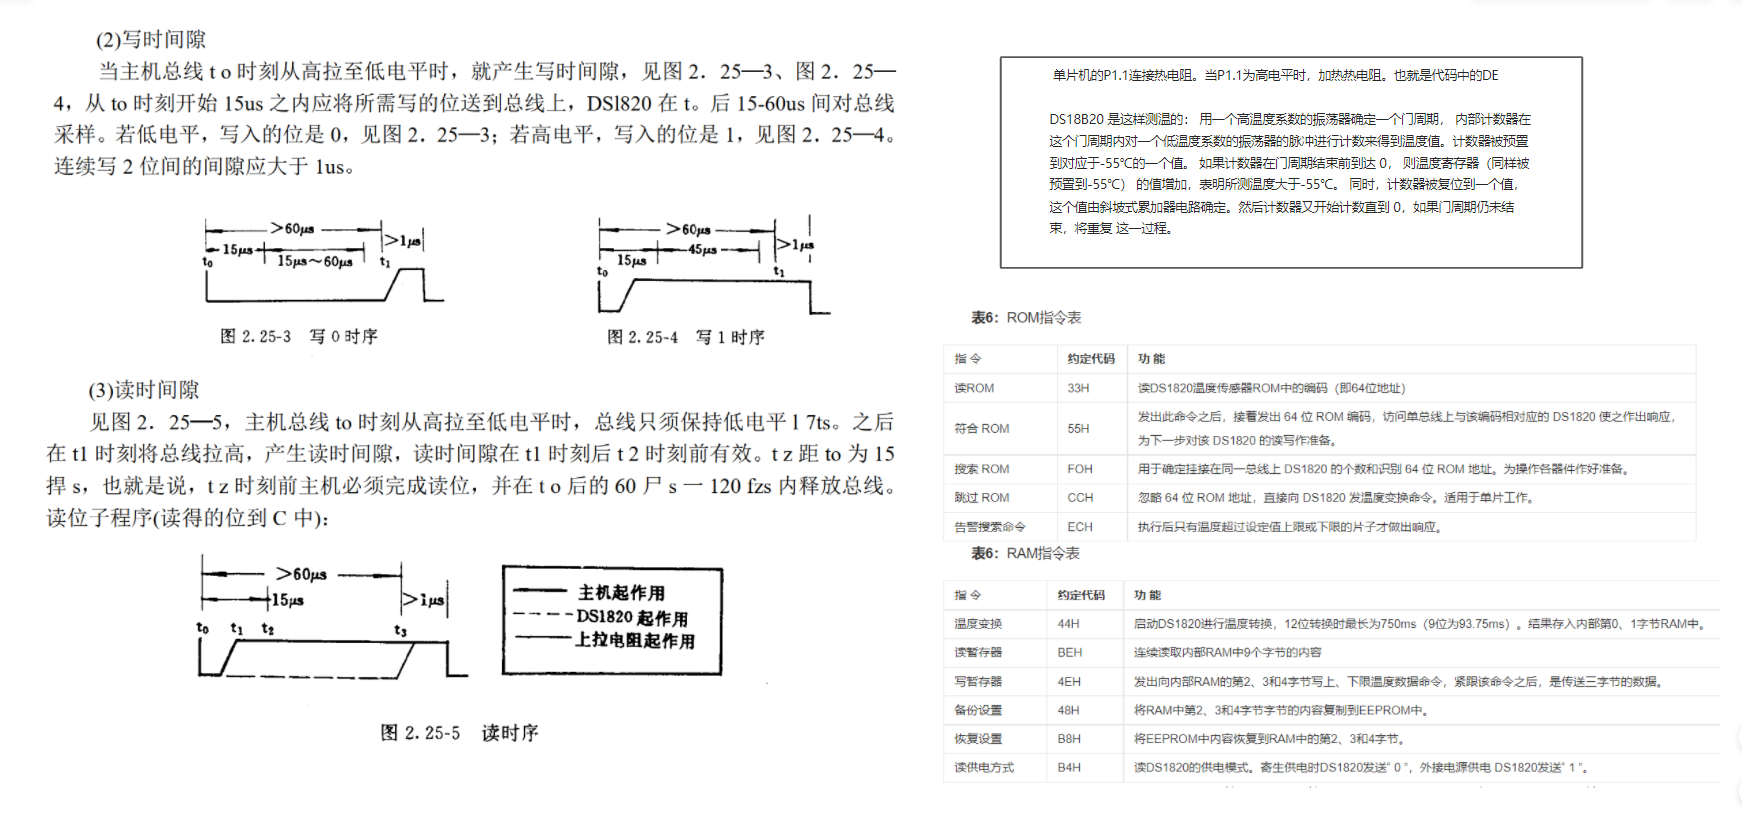 (2)写时间隙
当主机总线 t o 时刻从高拉至低电平时，就产生写时间隙，见图 2．25—3、图 2．25—
4，从 to 时刻开始 15us 之内应将所需写的位送到总线上，DSl820 在 t。后 15-60us 间对总线
采样。若低电平，写入的位是 0，见图 2．25—3；若高电平，写入的位是 1，见图 2．25—4。
连续写 2 位间的间隙应大于 1us。
>60μs
15μs
>1μs
t₀
15μs～60μs
t₁
图 2.25-3 写 0 时序
>60μs
45μs
>1μs
15μs
t₀
t₁
图 2.25-4 写 1 时序
(3)读时间隙
见图 2．25—5，主机总线 to 时刻从高拉至低电平时，总线只须保持低电平 l 7ts。之后
在 t1 时刻将总线拉高，产生读时间隙，读时间隙在 t1 时刻后 t 2 时刻前有效。t z 距 to 为 15
捍 s，也就是说，t z 时刻前主机必须完成读位，并在 t o 后的 60 尸 s 一 120 fzs 内释放总线。
读位子程序(读得的位到 C 中)：
>60μs
15μs
>1μs
t₀ t₁ t₂ t₃
主机起作用
DS1820 起作用
上拉电阻起作用
图 2.25-5 读时序
单片机的P1.1连接热电阻。当P1.1为高电平时，加热热电阻。也就是代码中的DE
DS18B20 是这样测温的： 用一个高温度系数的振荡器确定一个门周期， 内部计数器在
这个门周期内对一个低温度系数的振荡器的脉冲进行计数来得到温度值。计数器被预置
到对应于-55℃的一个值。 如果计数器在门周期结束前到达 0， 则温度寄存器（同样被
预置到-55℃） 的值增加，表明所测温度大于-55℃。 同时，计数器被复位到一个值，
这个值由斜坡式累加器电路确定。然后计数器又开始计数直到 0，如果门周期仍未结
束，将重复 这一过程。
表6：ROM指令表
指 令 约定代码 功 能
读ROM 33H 读DS1820温度传感器ROM中的编码（即64位地址）
符合 ROM 55H 发出此命令之后，接着发出 64 位 ROM 编码，访问单总线上与该编码相对应的 DS1820 使之作出响应，
为下一步对该 DS1820 的读写作准备。
搜索 ROM FOH 用于确定挂接在同一总线上 DS1820 的个数和识别 64 位 ROM 地址。为操作各器件作好准备。
跳过 ROM CCH 忽略 64 位 ROM 地址，直接向 DS1820 发温度变换命令。适用于单片工作。
告警搜索命令 ECH 执行后只有温度超过设定值上限或下限的片子才做出响应。
表6：RAM指令表
指 令 约定代码 功 能
温度变换 44H 启动DS1820进行温度转换，12位转换时最长为750ms（9位为93.75ms）。结果存入内部第0、1字节RAM中。
读暂存器 BEH 连续读取内部RAM中9个字节的内容
写暂存器 4EH 发出向内部RAM的第2、3和4字节写上、下限温度数据命令，紧跟该命令之后，是传送三字节的数据。
备份设置 48H 将RAM中第2、3和4字节字节的内容复制到EEPROM中。
恢复设置 B8H 将EEPROM中内容恢复到RAM中的第2、3和4字节。
读供电方式 B4H 读DS1820的供电模式。寄生供电时DS1820发送“ 0 ”，外接电源供电 DS1820发送“ 1 ”。